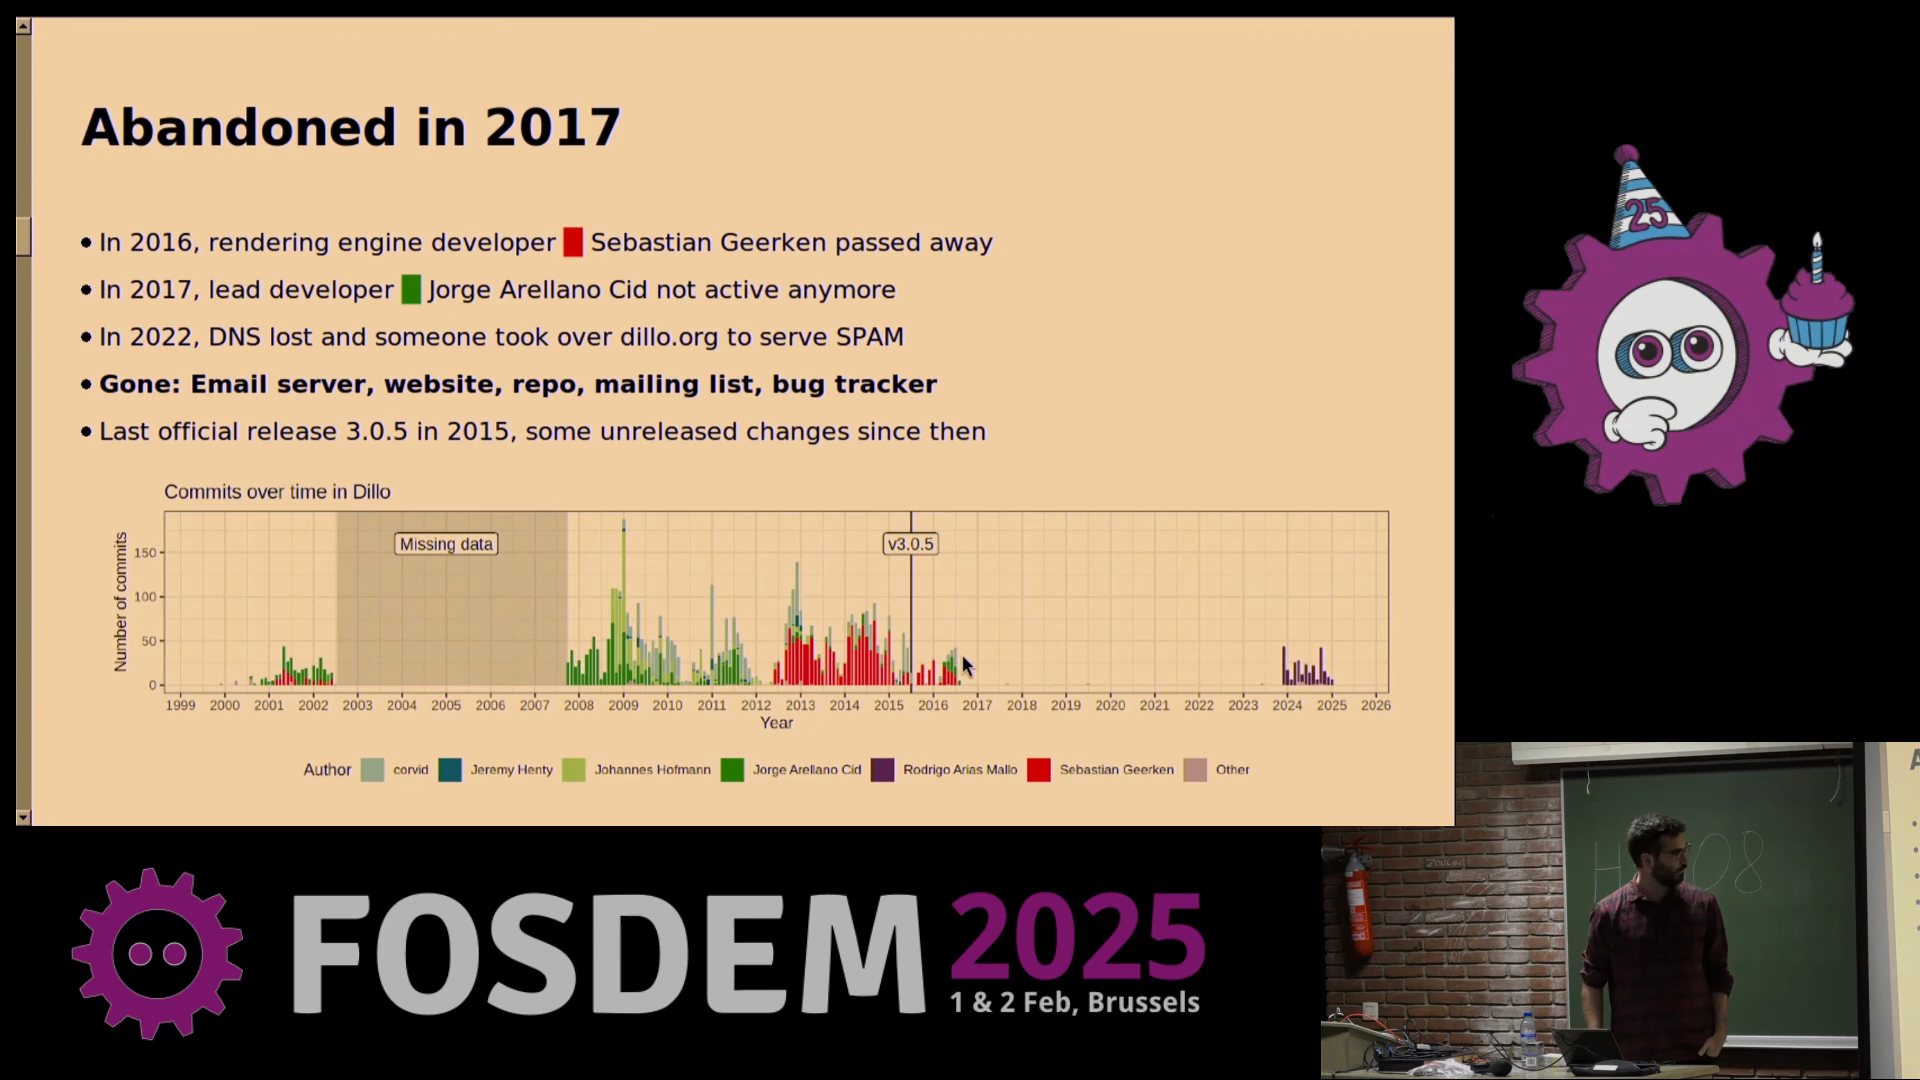 Abandoned in 2017
• In 2016, rendering engine developer Sebastian Geerken passed away
• In 2017, lead developer Jorge Arellano Cid not active anymore
• In 2022, DNS lost and someone took over dillo.org to serve SPAM
• Gone: Email server, website, repo, mailing list, bug tracker
• Last official release 3.0.5 in 2015, some unreleased changes since then
Commits over time in Dillo
Number of commits
150
100
50
0
Missing data
v3.0.5
1999 2000 2001 2002 2003 2004 2005 2006 2007 2008 2009 2010 2011 2012 2013 2014 2015 2016 2017 2018 2019 2020 2021 2022 2023 2024 2025 2026
Year
Author corvid Jeremy Henty Johannes Hofmann Jorge Arellano Cid Rodrigo Arias Mallo Sebastian Geerken Other
25
FOSDEM 2025
1 & 2 Feb, Brussels